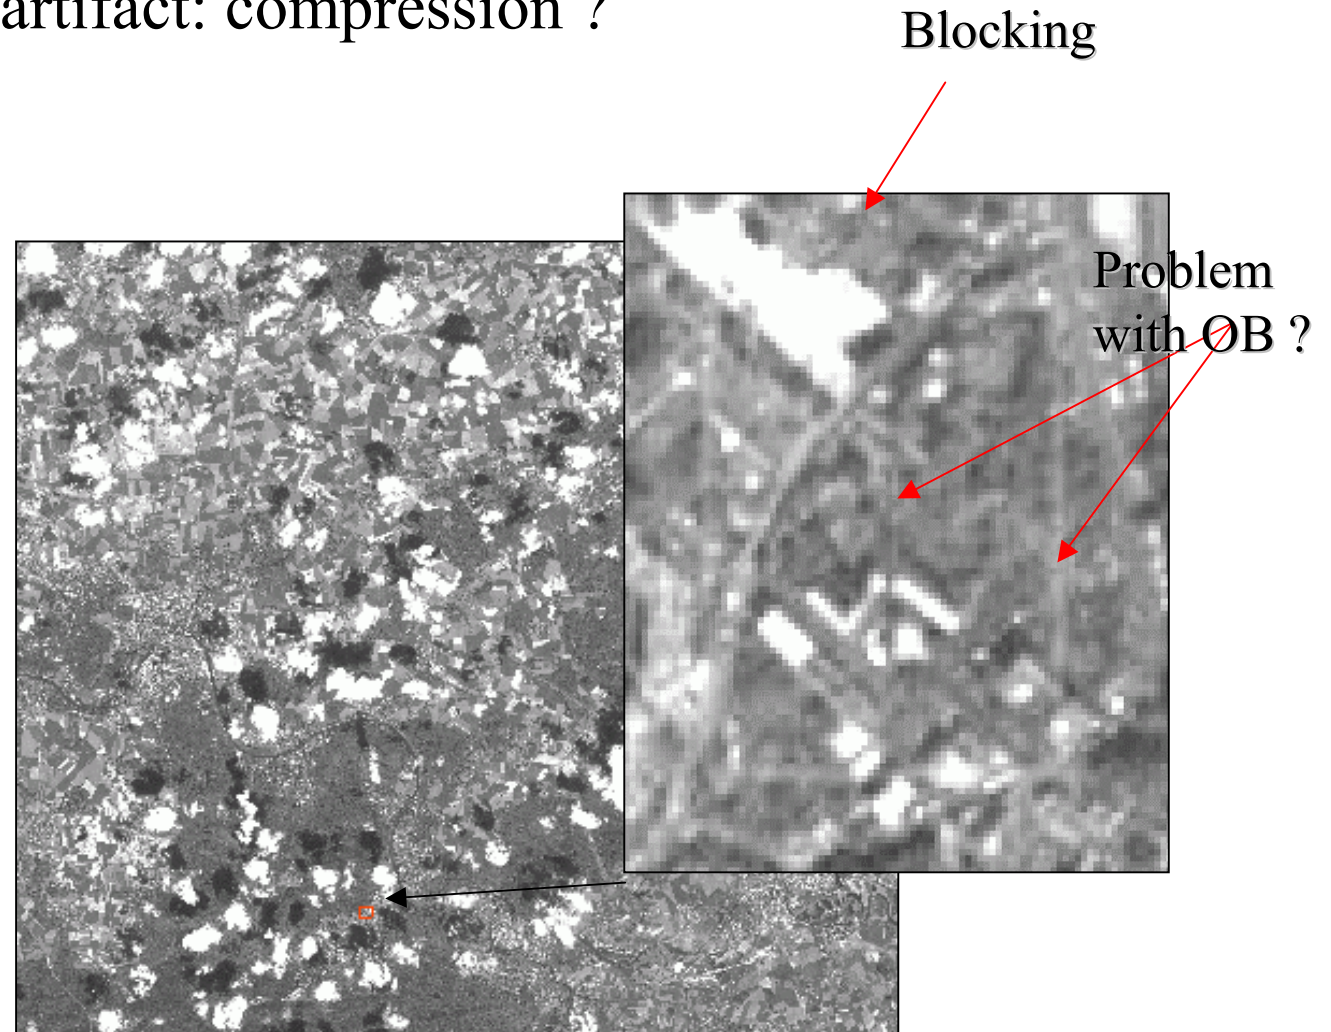 artifact: compression ?
Blocking
Problem
with OB ?